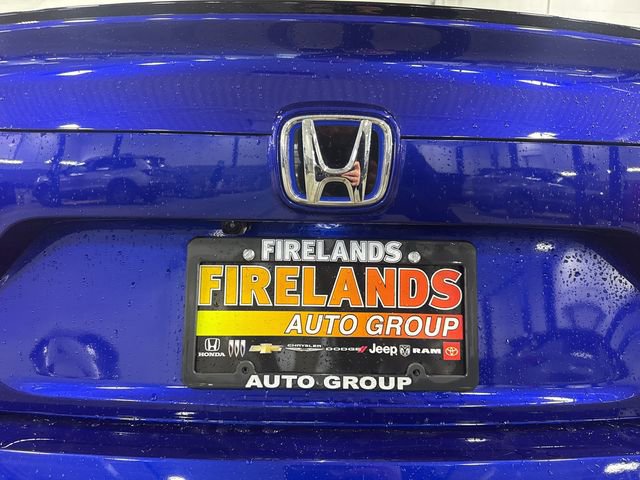 FIRELANDS
FIRELANDS
AUTO GROUP
HONDA CHRYSLER DODGE Jeep RAM
AUTO GROUP